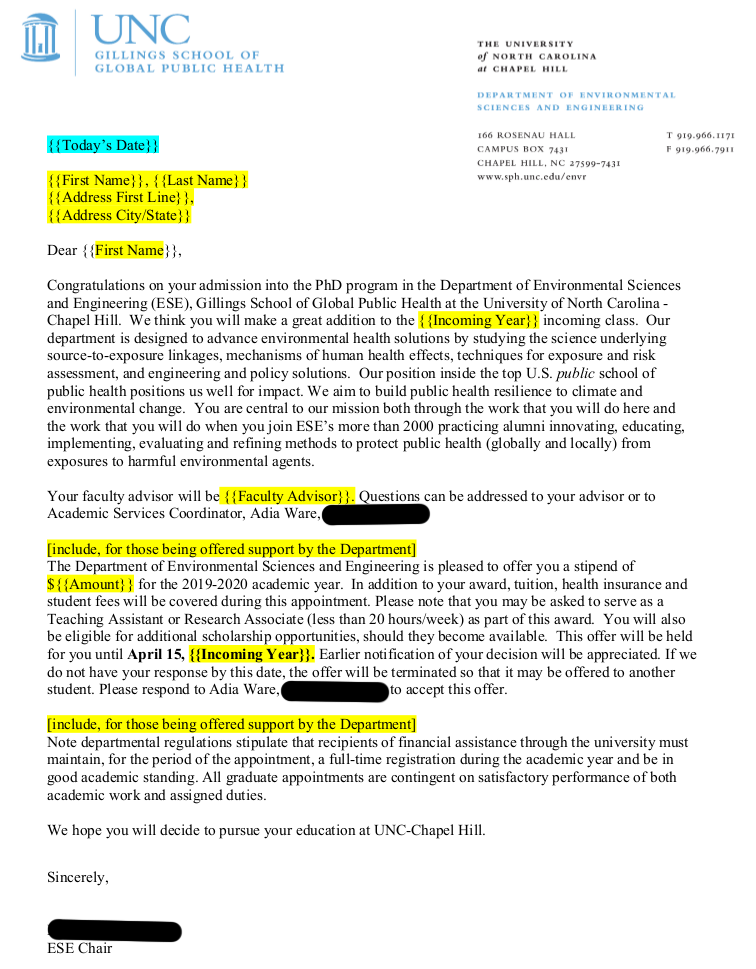 UNC
GILLINGS SCHOOL OF
GLOBAL PUBLIC HEALTH
THE UNIVERSITY
of NORTH CAROLINA
at CHAPEL HILL
DEPARTMENT OF ENVIRONMENTAL
SCIENCES AND ENGINEERING
166 ROSENAU HALL T 919.966.1171
CAMPUS BOX 7431 F 919.966.7911
CHAPEL HILL, NC 27599-7431
www.sph.unc.edu/envr
{{Today's Date}}
{{First Name}}, {{Last Name}}
{{Address First Line}},
{{Address City/State}}
Dear {{First Name}},
Congratulations on your admission into the PhD program in the Department of Environmental Sciences
and Engineering (ESE), Gillings School of Global Public Health at the University of North Carolina -
Chapel Hill. We think you will make a great addition to the {{Incoming Year}} incoming class. Our
department is designed to advance environmental health solutions by studying the science underlying
source-to-exposure linkages, mechanisms of human health effects, techniques for exposure and risk
assessment, and engineering and policy solutions. Our position inside the top U.S. public school of
public health positions us well for impact. We aim to build public health resilience to climate and
environmental change. You are central to our mission both through the work that you will do here and
the work that you will do when you join ESE's more than 2000 practicing alumni innovating, educating,
implementing, evaluating and refining methods to protect public health (globally and locally) from
exposures to harmful environmental agents.
Your faculty advisor will be {{Faculty Advisor}}. Questions can be addressed to your advisor or to
Academic Services Coordinator, Adia Ware,
[include, for those being offered support by the Department]
The Department of Environmental Sciences and Engineering is pleased to offer you a stipend of
${{Amount}} for the 2019-2020 academic year. In addition to your award, tuition, health insurance and
student fees will be covered during this appointment. Please note that you may be asked to serve as a
Teaching Assistant or Research Associate (less than 20 hours/week) as part of this award. You will also
be eligible for additional scholarship opportunities, should they become available. This offer will be held
for you until April 15, {{Incoming Year}}. Earlier notification of your decision will be appreciated. If we
do not have your response by this date, the offer will be terminated so that it may be offered to another
student. Please respond to Adia Ware, to accept this offer.
[include, for those being offered support by the Department]
Note departmental regulations stipulate that recipients of financial assistance through the university must
maintain, for the period of the appointment, a full-time registration during the academic year and be in
good academic standing. All graduate appointments are contingent on satisfactory performance of both
academic work and assigned duties.
We hope you will decide to pursue your education at UNC-Chapel Hill.
Sincerely,
ESE Chair